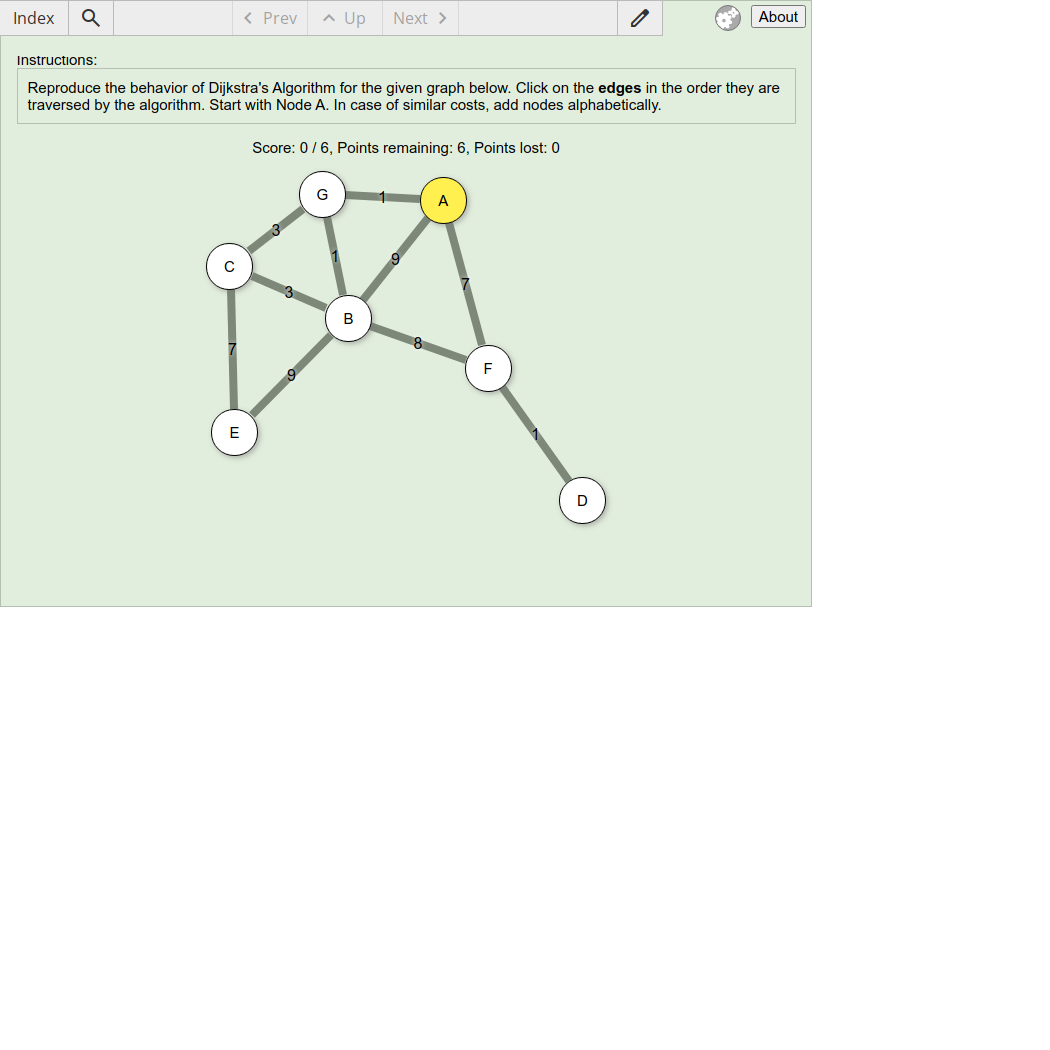 Index Prev Up Next About
Instructions:
Reproduce the behavior of Dijkstra's Algorithm for the given graph below. Click on the edges in the order they are
traversed by the algorithm. Start with Node A. In case of similar costs, add nodes alphabetically.
Score: 0 / 6, Points remaining: 6, Points lost: 0
G 1 A
3
C 1 9
3 7
B
7 8
9 F
E 1
D